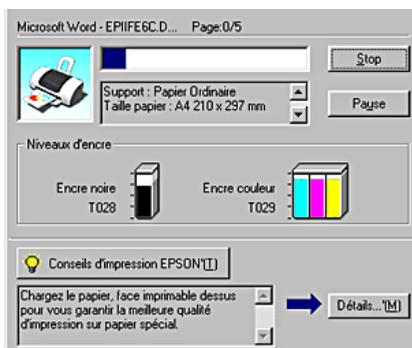 Microsoft Word - EPIIFE6C.D... Page:0/5
Stop
Support : Papier Ordinaire
Taille papier : A4 210 x 297 mm
Pause
Niveaux d'encre
Encre noire
T028
Encre couleur
T029
Conseils d'impression EPSON'(T)
Chargez le papier, face imprimable dessus
pour vous garantir la meilleure qualité
d'impression sur papier spécial.
Détails...'(M)